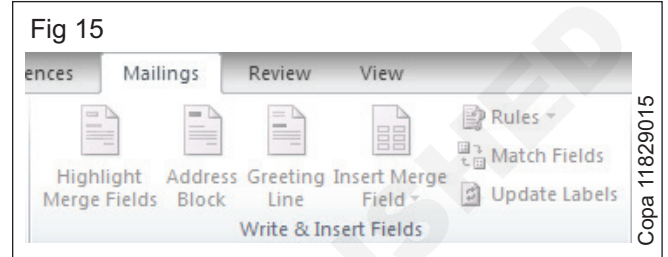 Fig 15
ences Mailings Review View
Highlight Merge Fields
Address Block
Greeting Line
Insert Merge Field
Rules
Match Fields
Update Labels
Write & Insert Fields
Copa 11829015